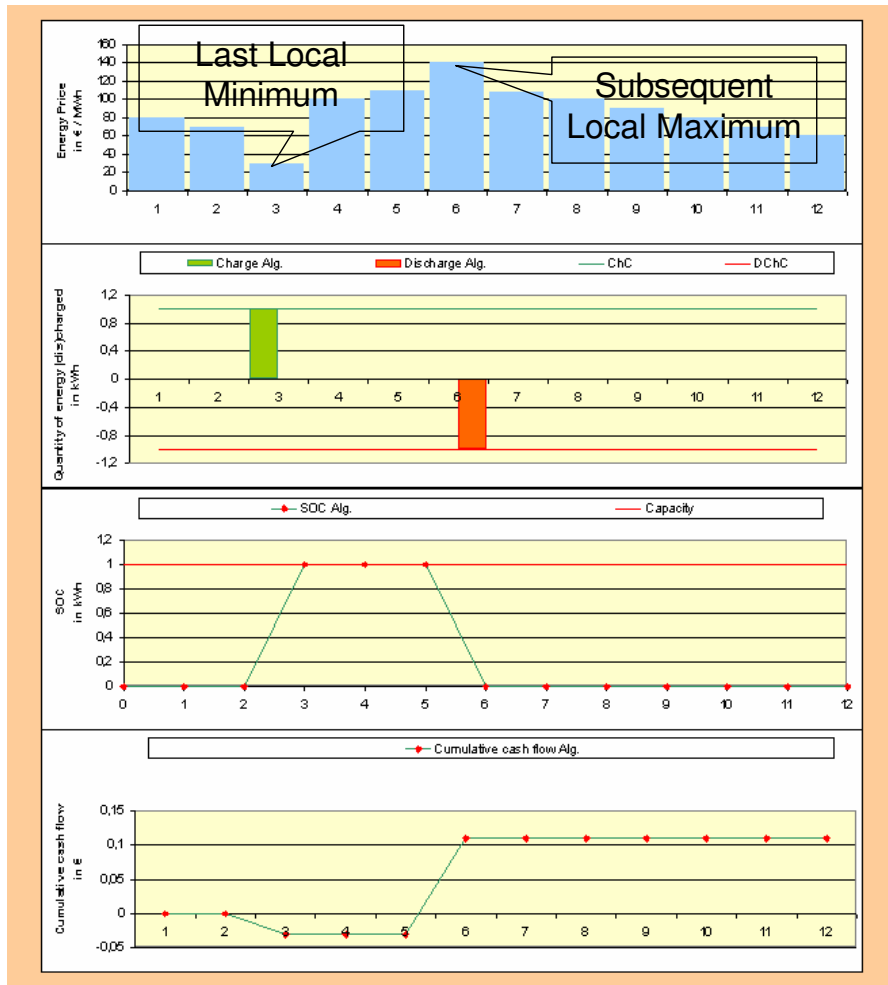 Energy Price
in € / MWh
160
140
120
100
80
60
40
20
0
Last Local
Minimum
Subsequent
Local Maximum
1 2 3 4 5 6 7 8 9 10 11 12
Charge Alg. Discharge Alg. ChC DChC
Quantity of energy (dis)charged
in kWh
1,2
0,8
0,4
0
-0,4
-0,8
-1,2
1 2 3 4 5 6 7 8 9 10 11 12
SOC Alg. Capacity
SOC
in kWh
1,2
1
0,8
0,6
0,4
0,2
0
0 1 2 3 4 5 6 7 8 9 10 11 12
Cumulative cash flow Alg.
Cumulative cash flow
in €
0,15
0,1
0,05
0
-0,05
1 2 3 4 5 6 7 8 9 10 11 12